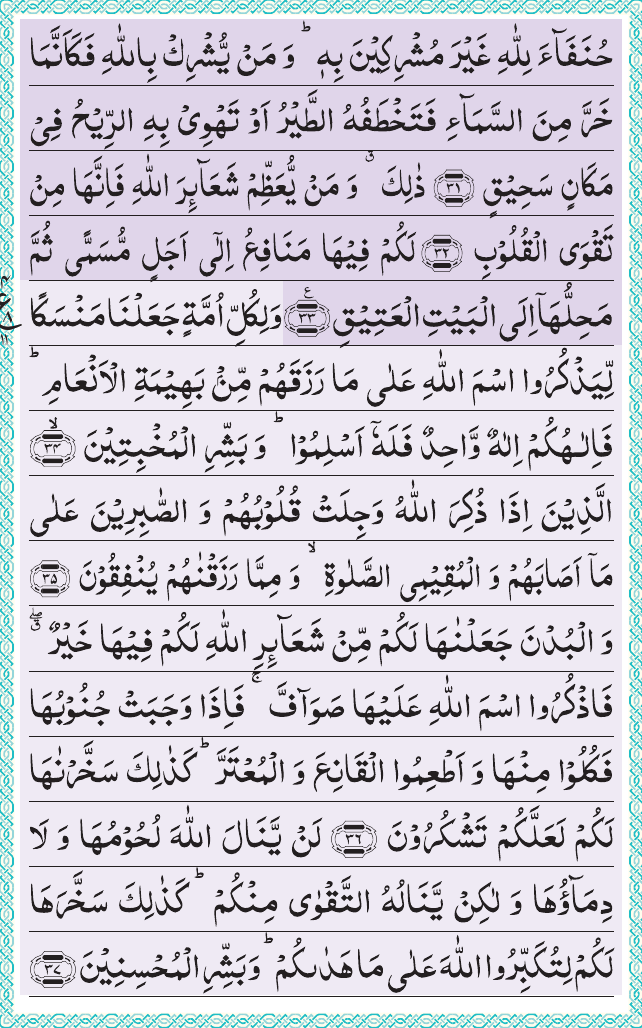 حُنَفَآءَ لِلّٰهِ غَيْرَ مُشْرِكِيْنَ بِهٖ ؕ وَ مَنْ يُّشْرِكْ بِاللّٰهِ فَكَاَنَّمَا
خَرَّ مِنَ السَّمَآءِ فَتَخْطَفُهُ الطَّيْرُ اَوْ تَهْوِيْ بِهِ الرِّيْحُ فِيْ
مَكَانٍ سَحِيْقٍ ۝۳۱ ذٰلِكَ ۗ وَ مَنْ يُّعَظِّمْ شَعَآئِرَ اللّٰهِ فَاِنَّهَا مِنْ
تَقْوَى الْقُلُوْبِ ۝۳۲ لَكُمْ فِيْهَا مَنَافِعُ اِلٰۤى اَجَلٍ مُّسَمًّى ثُمَّ
مَحِلُّهَاۤ اِلَى الْبَيْتِ الْعَتِيْقِ ۝۳۳ ع وَلِكُلِّ اُمَّةٍ جَعَلْنَا مَنْسَكًا
لِّيَذْكُرُوا اسْمَ اللّٰهِ عَلٰى مَا رَزَقَهُمْ مِّنْۢ بَهِيْمَةِ الْاَنْعَامِ ؕ
فَاِلٰهُكُمْ اِلٰهٌ وَّاحِدٌ فَلَهٗۤ اَسْلِمُوْا ؕ وَ بَشِّرِ الْمُخْبِتِيْنَ ۝۳۴ ۙ
الَّذِيْنَ اِذَا ذُكِرَ اللّٰهُ وَجِلَتْ قُلُوْبُهُمْ وَ الصّٰبِرِيْنَ عَلٰى
مَاۤ اَصَابَهُمْ وَ الْمُقِيْمِي الصَّلٰوةِ ۙ وَ مِمَّا رَزَقْنٰهُمْ يُنْفِقُوْنَ ۝۳۵
وَ الْبُدْنَ جَعَلْنٰهَا لَكُمْ مِّنْ شَعَآئِرِ اللّٰهِ لَكُمْ فِيْهَا خَيْرٌ ۖۗ
فَاذْكُرُوا اسْمَ اللّٰهِ عَلَيْهَا صَوَآفَّ ۚ فَاِذَا وَجَبَتْ جُنُوْبُهَا
فَكُلُوْا مِنْهَا وَ اَطْعِمُوا الْقَانِعَ وَ الْمُعْتَرَّ ؕ كَذٰلِكَ سَخَّرْنٰهَا
لَكُمْ لَعَلَّكُمْ تَشْكُرُوْنَ ۝۳۶ لَنْ يَّنَالَ اللّٰهَ لُحُوْمُهَا وَ لَا
دِمَآؤُهَا وَ لٰكِنْ يَّنَالُهُ التَّقْوٰى مِنْكُمْ ؕ كَذٰلِكَ سَخَّرَهَا
لَكُمْ لِتُكَبِّرُوا اللّٰهَ عَلٰى مَا هَدٰىكُمْ ؕ وَ بَشِّرِ الْمُحْسِنِيْنَ ۝۳۷